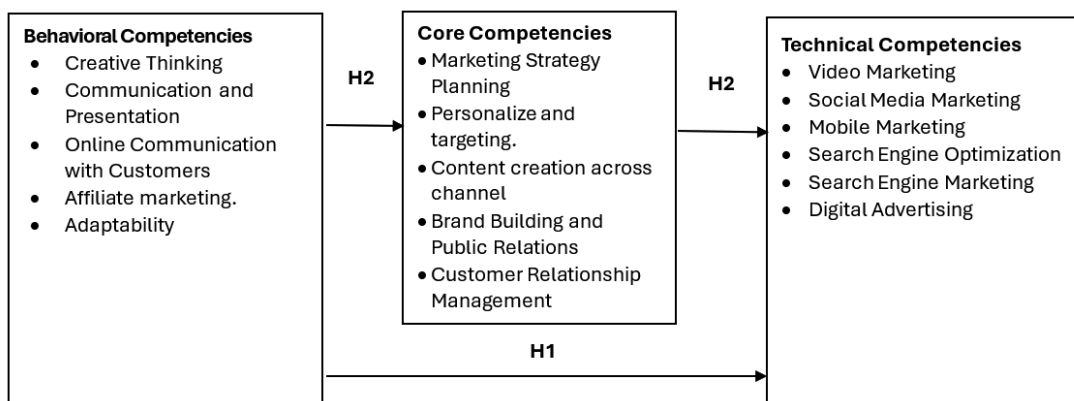 Behavioral Competencies
• Creative Thinking
• Communication and
Presentation
• Online Communication
with Customers
• Affiliate marketing.
• Adaptability
H2
Core Competencies
• Marketing Strategy
Planning
• Personalize and
targeting.
• Content creation across
channel
• Brand Building and
Public Relations
• Customer Relationship
Management
H2
Technical Competencies
• Video Marketing
• Social Media Marketing
• Mobile Marketing
• Search Engine Optimization
• Search Engine Marketing
• Digital Advertising
H1